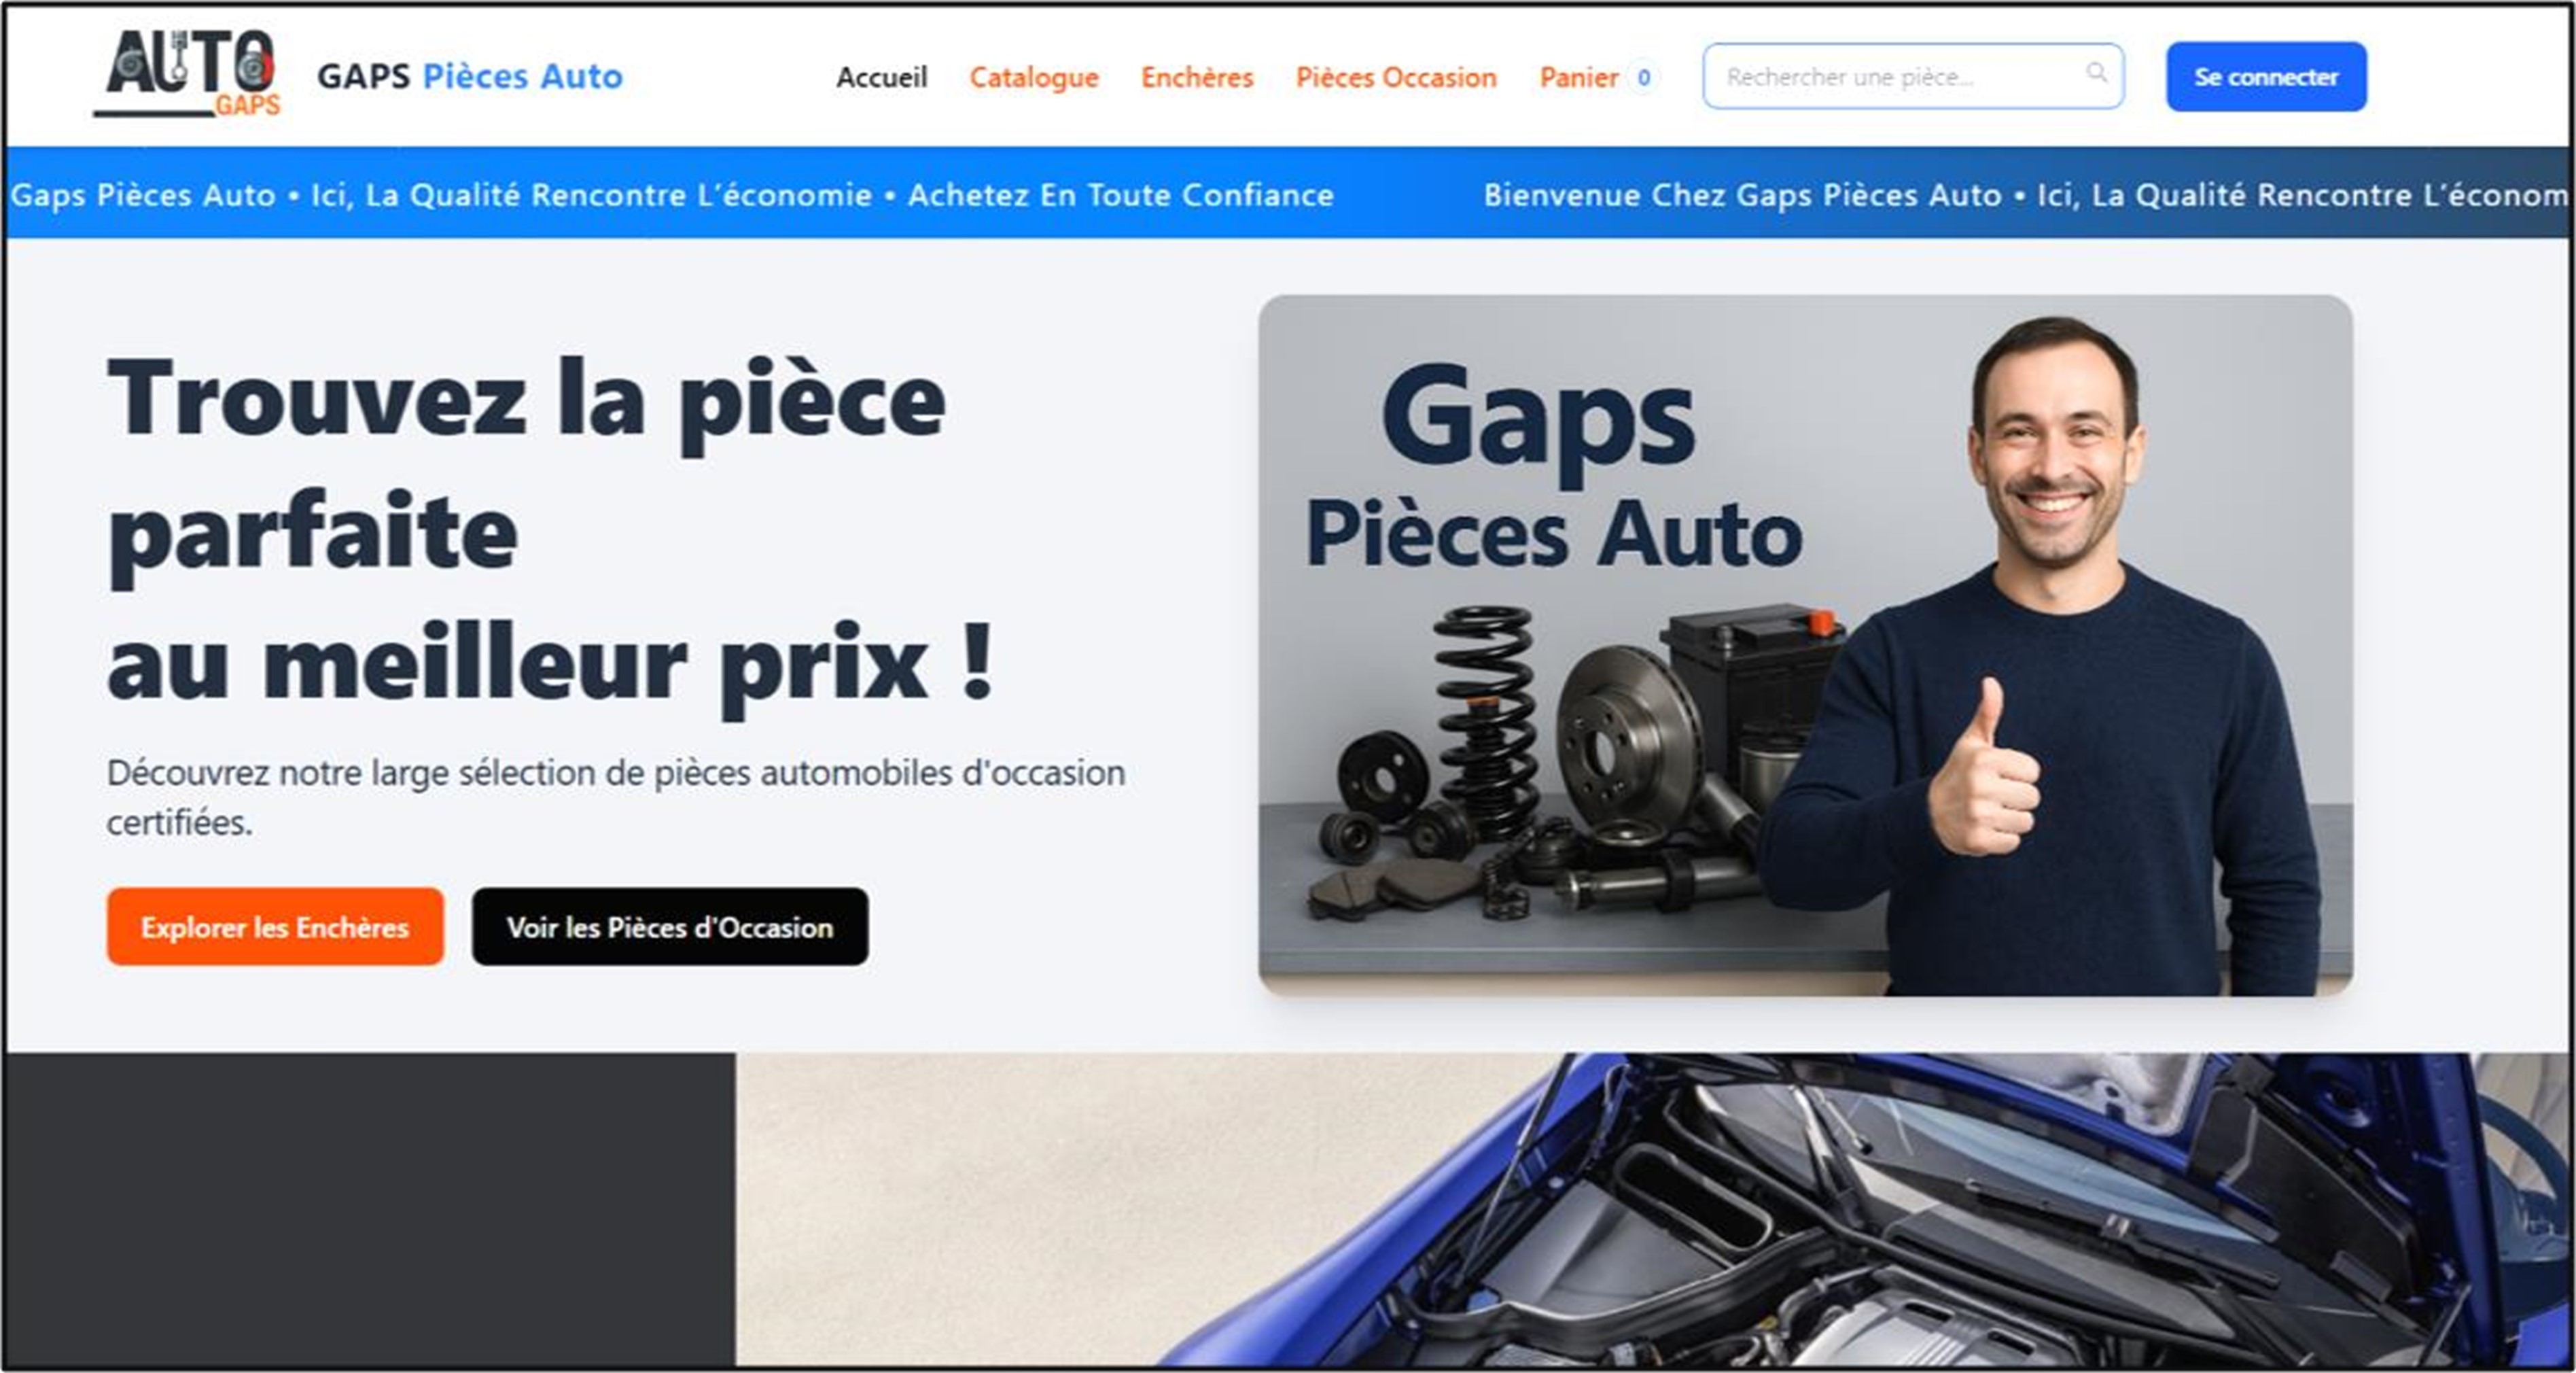 AUTO
GAPS
GAPS Pièces Auto
Accueil
Catalogue
Enchères
Pièces Occasion
Panier 0
Rechercher une pièce...
Se connecter
Gaps Pièces Auto • Ici, La Qualité Rencontre L'économie • Achetez En Toute Confiance
Bienvenue Chez Gaps Pièces Auto • Ici, La Qualité Rencontre L'économ
Trouvez la pièce
parfaite
au meilleur prix !
Découvrez notre large sélection de pièces automobiles d'occasion
certifiées.
Explorer les Enchères
Voir les Pièces d'Occasion
Gaps
Pièces Auto